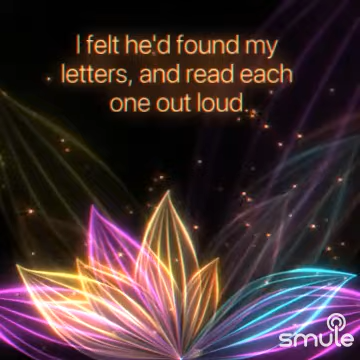 I felt he'd found my
letters, and read each
one out loud.
smule